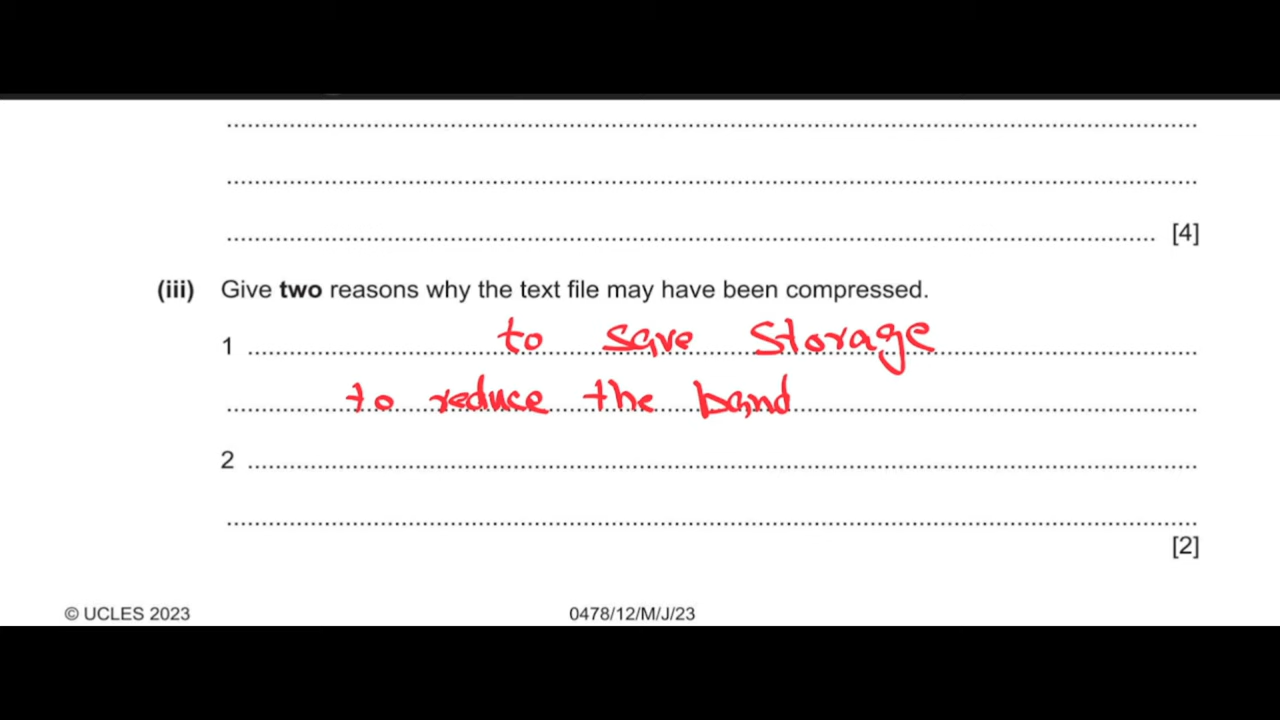 [4]
(iii) Give two reasons why the text file may have been compressed.
1 to save storage
to reduce the band
2
[2]
© UCLES 2023 0478/12/M/J/23